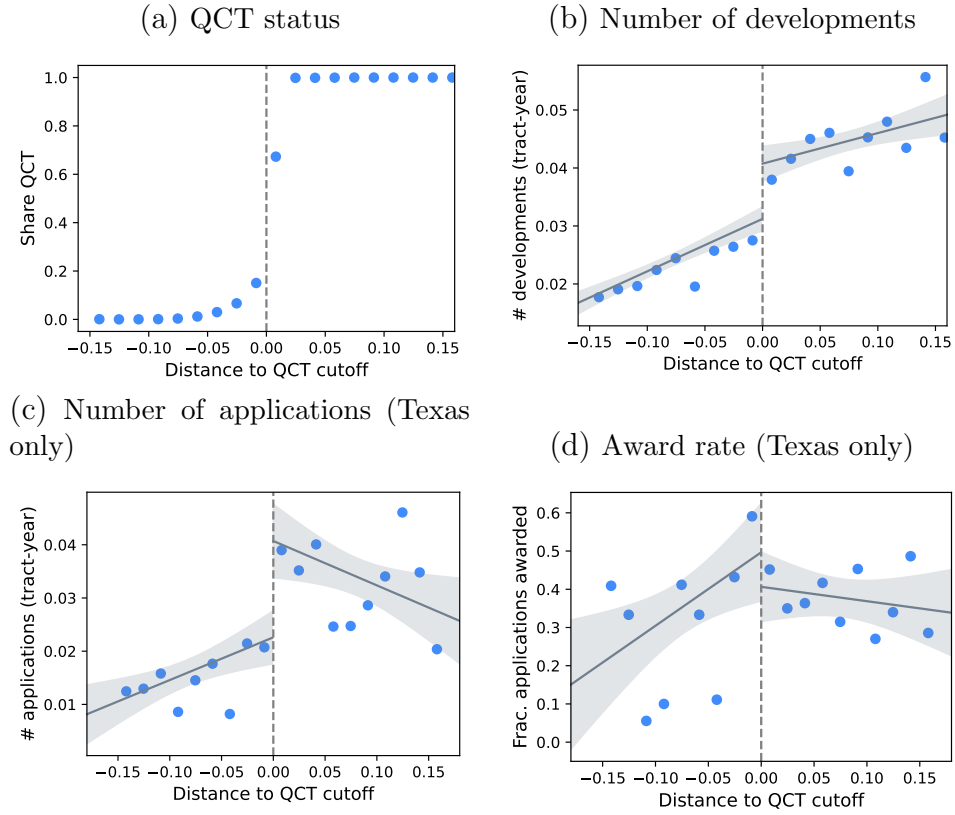 (a) QCT status
1.0
0.8
0.6
0.4
0.2
0.0
Share QCT
−0.15 −0.10 −0.05 0.00 0.05 0.10 0.15
Distance to QCT cutoff
(b) Number of developments
0.05
0.04
0.03
0.02
# developments (tract-year)
−0.15 −0.10 −0.05 0.00 0.05 0.10 0.15
Distance to QCT cutoff
(c) Number of applications (Texas
only)
0.04
0.03
0.02
0.01
# applications (tract-year)
−0.15 −0.10 −0.05 0.00 0.05 0.10 0.15
Distance to QCT cutoff
(d) Award rate (Texas only)
0.6
0.5
0.4
0.3
0.2
0.1
0.0
Frac. applications awarded
−0.15 −0.10 −0.05 0.00 0.05 0.10 0.15
Distance to QCT cutoff